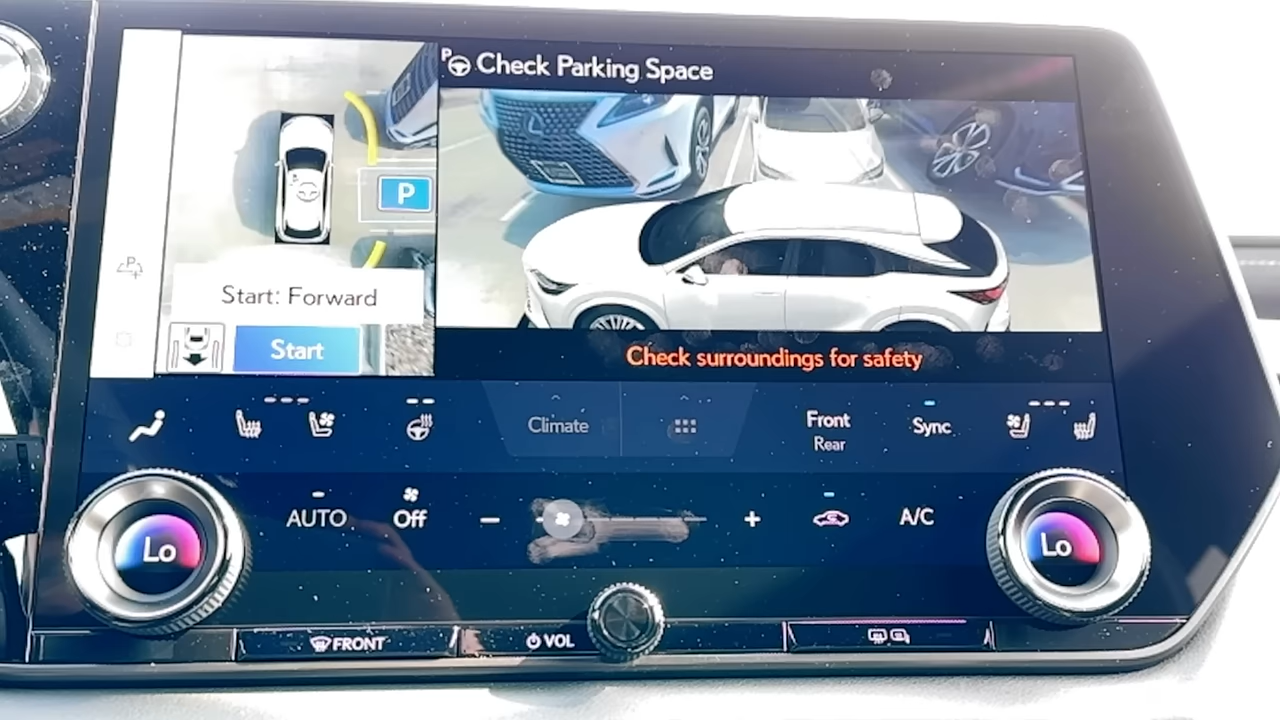 P
Check Parking Space
P
P
Start: Forward
Start
Check surroundings for safety
Climate
Front
Rear
Sync
AUTO
Off
A/C
Lo
Lo
FRONT
VOL